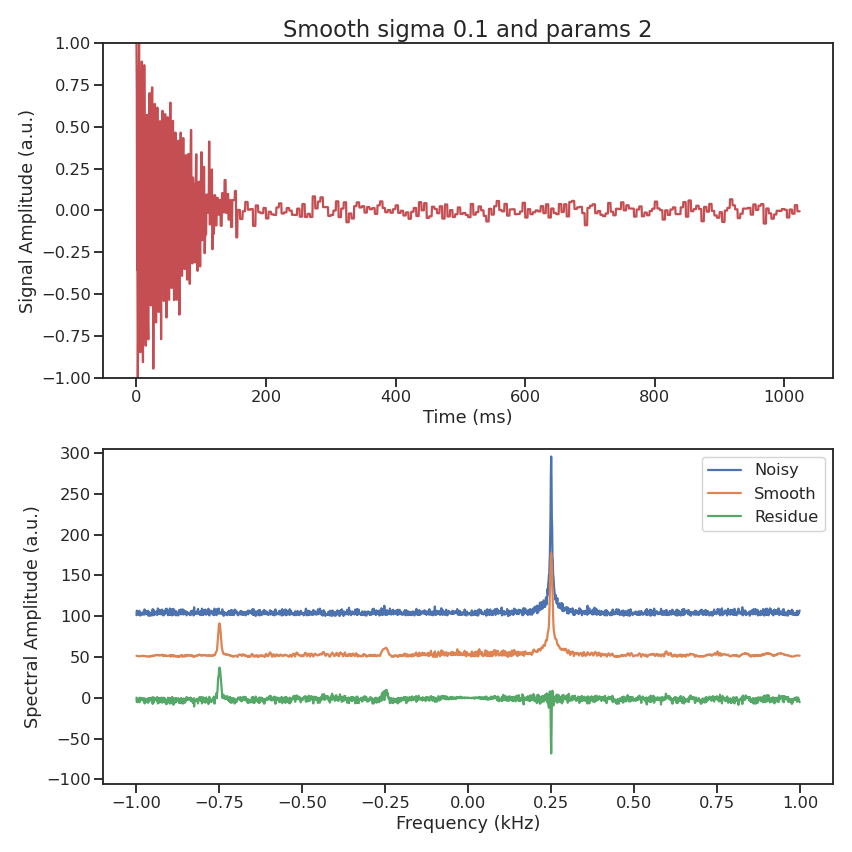 Smooth sigma 0.1 and params 2
1.00
0.75
0.50
0.25
0.00
−0.25
−0.50
−0.75
−1.00
Signal Amplitude (a.u.)
0 200 400 600 800 1000
Time (ms)
300
250
200
150
100
50
0
−50
−100
Spectral Amplitude (a.u.)
Noisy
Smooth
Residue
−1.00 −0.75 −0.50 −0.25 0.00 0.25 0.50 0.75 1.00
Frequency (kHz)